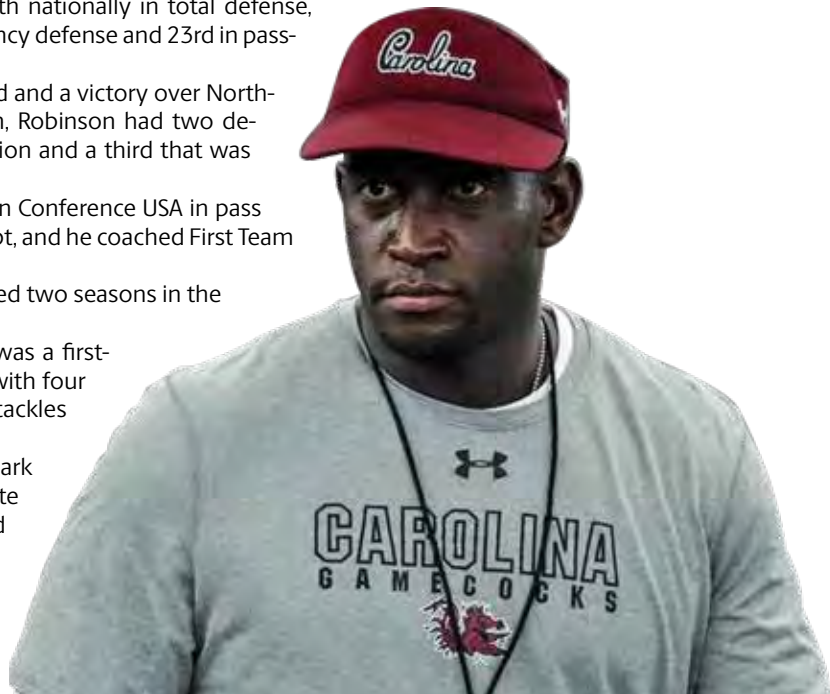 th nationally in total defense,
ncy defense and 23rd in pass-
d and a victory over North-
n, Robinson had two de-
ion and a third that was
n Conference USA in pass
ot, and he coached First Team
ed two seasons in the
was a first-
with four
tackles
ark
te
d
Carolina
CAROLINA
GAMECOCKS